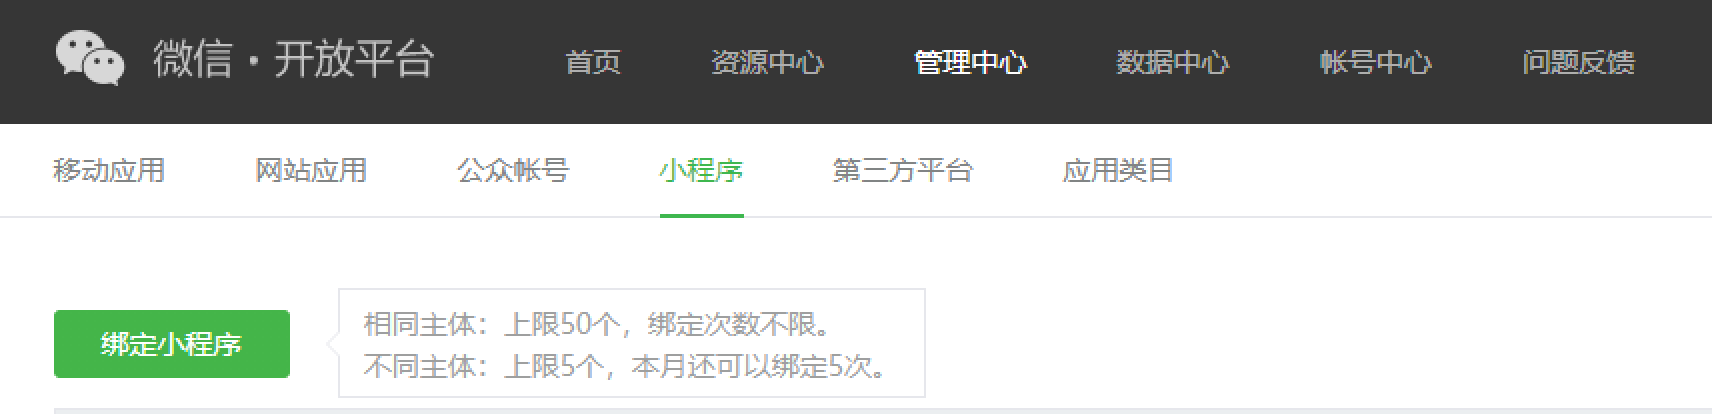 微信·开放平台 首页 资源中心 管理中心 数据中心 帐号中心 问题反馈
移动应用 网站应用 公众帐号 小程序 第三方平台 应用类目
绑定小程序
相同主体：上限50个，绑定次数不限。
不同主体：上限5个，本月还可以绑定5次。